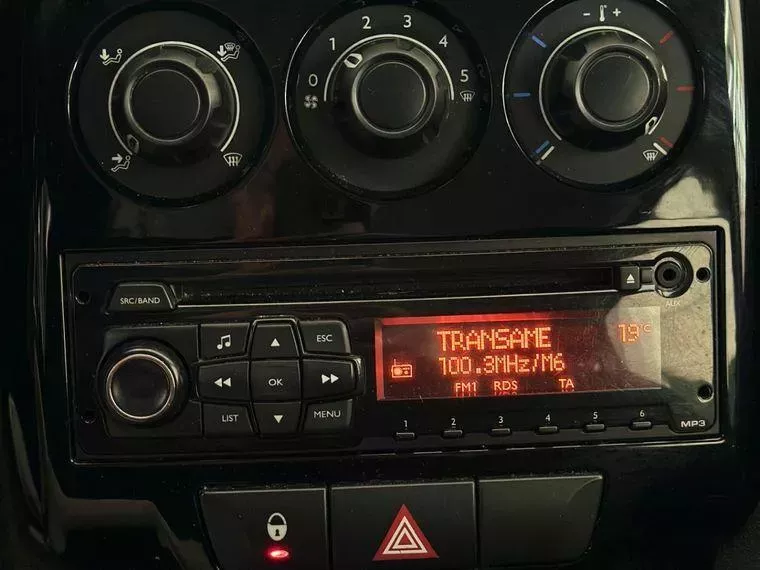 - +
0 1 2 3 4 5
SRC/BAND
AUX
ESC
OK
LIST
MENU
TRANSAME 19°C
100.3MHz/M6
FM1 RDS TA
1 2 3 4 5 6
MP3